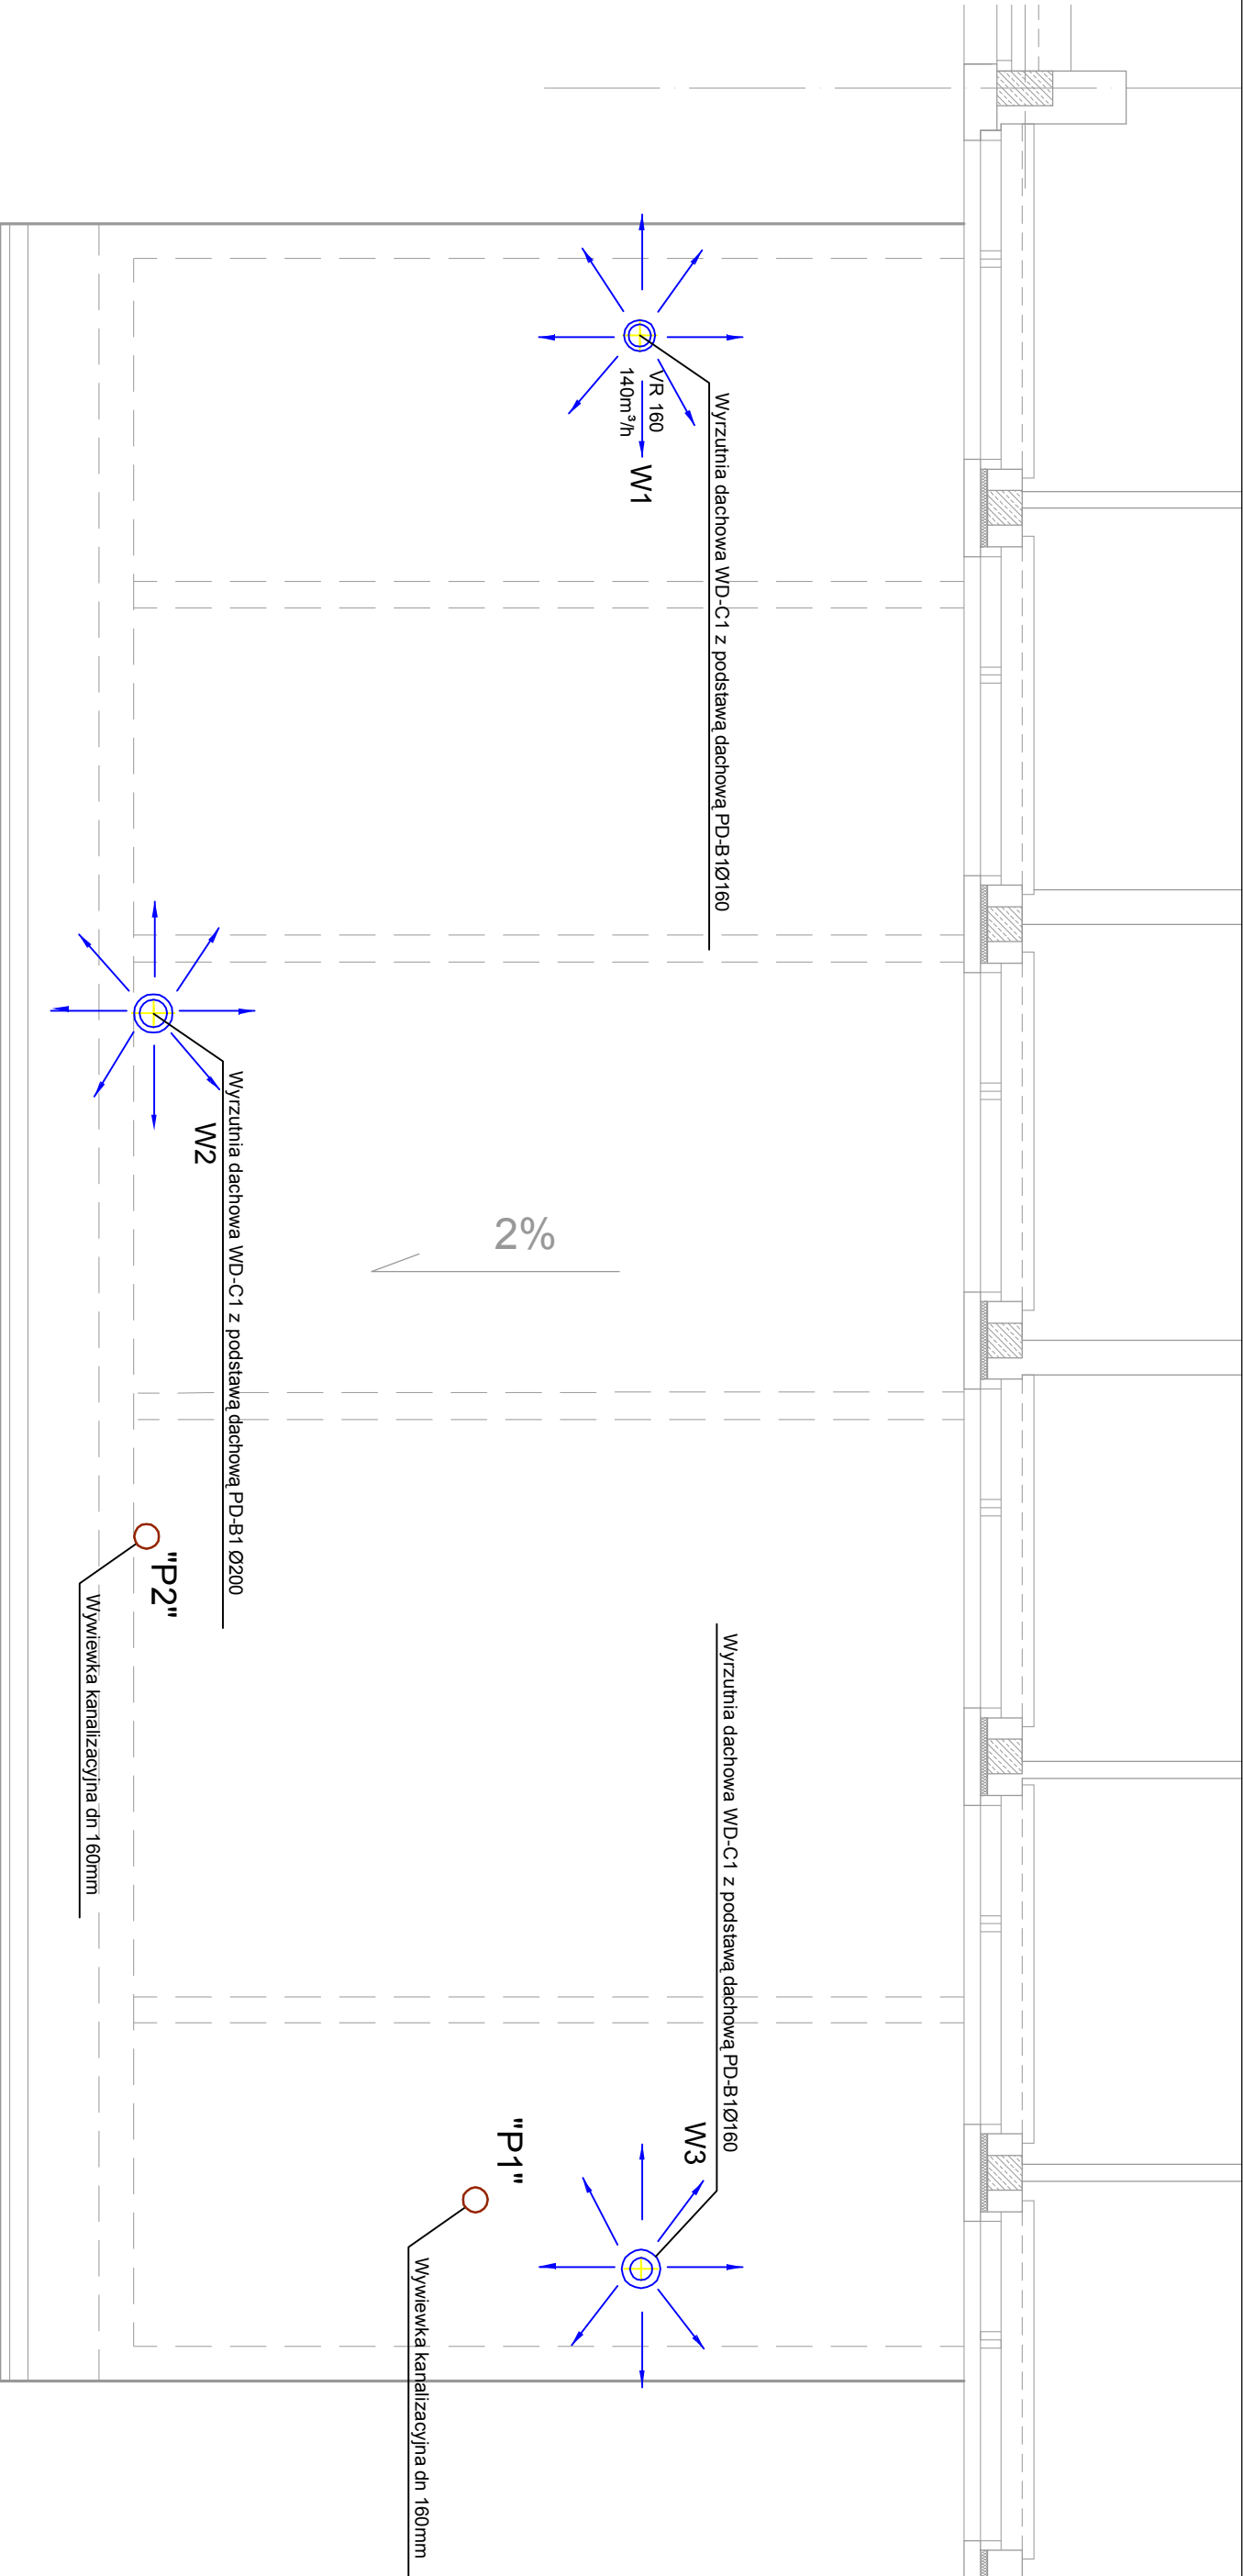 Wyrzutnia dachowa WD-C1 z podstawą dachową PD-B1Ø160
VR 160
140m³/h
W1
Wyrzutnia dachowa WD-C1 z podstawą dachową PD-B1 Ø200
W2
2%
"P2"
Wywiewka kanalizacyjna dn 160mm
Wyrzutnia dachowa WD-C1 z podstawą dachową PD-B1Ø160
W3
"P1"
Wywiewka kanalizacyjna dn 160mm